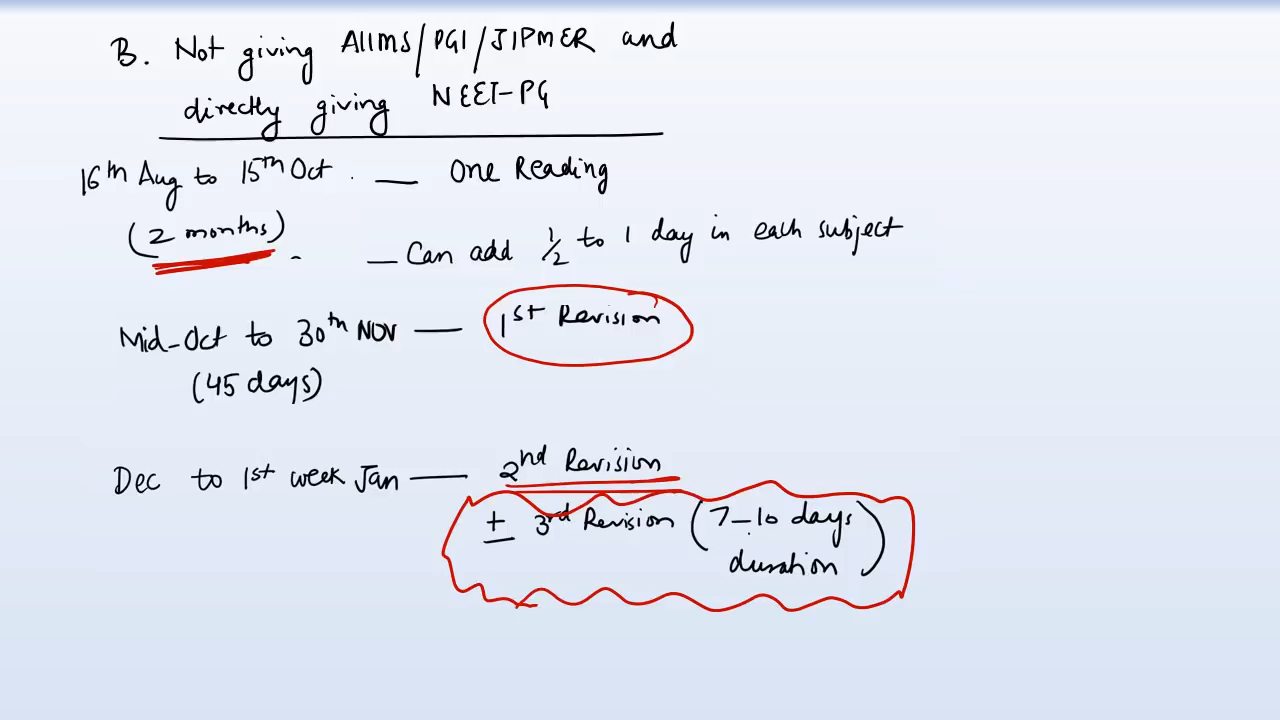 B. Not giving AIIMS/PGI/JIPMER and
directly giving NEET-PG
16th Aug to 15th Oct. — One Reading
(2 months) — Can add 1/2 to 1 day in each subject
Mid-Oct to 30th NOV — 1st Revision
(45 days)
Dec to 1st week Jan — 2nd Revision
± 3rd Revision (7-10 days
duration)